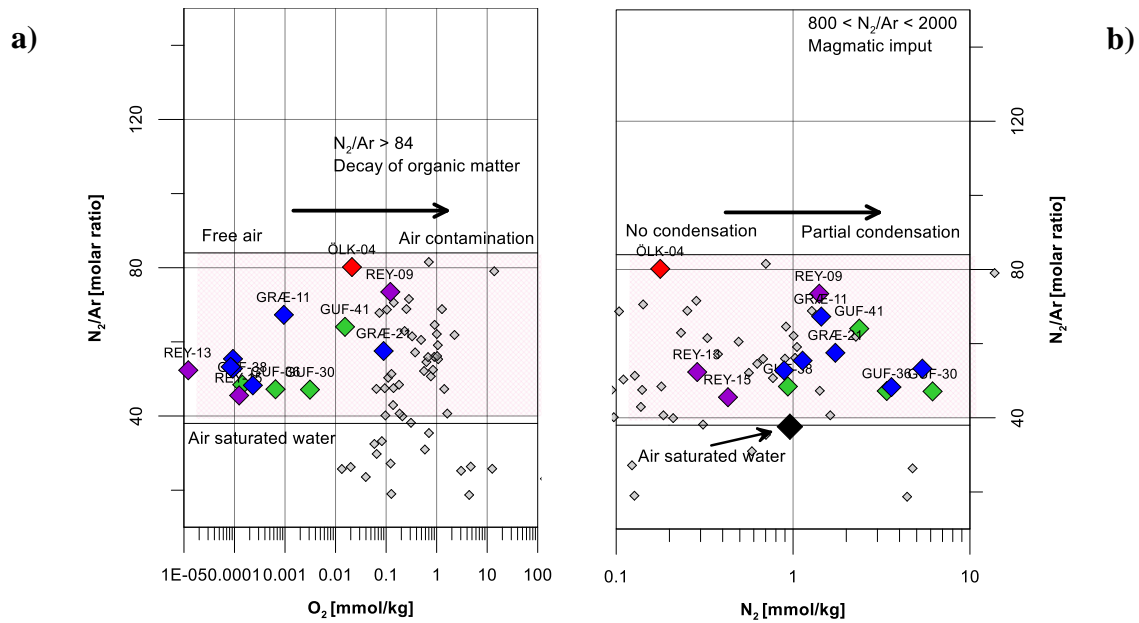 a)
N2/Ar [molar ratio]
120
80
40
N2/Ar > 84
Decay of organic matter
Free air
Air contamination
ÖLK-04
REY-09
GRÆ-11
GUF-41
GRÆ-21
REY-13
GUF-36
GUF-30
Air saturated water
1E-05
0.0001
0.001
0.01
0.1
1
10
100
O2 [mmol/kg]
b)
800 < N2/Ar < 2000
Magmatic imput
120
80
40
N2/Ar [molar ratio]
No condensation
Partial condensation
ÖLK-04
REY-09
GRÆ-11
GUF-41
GRÆ-21
REY-13
REY-15
GUF-36
GUF-30
Air saturated water
0.1
1
10
N2 [mmol/kg]